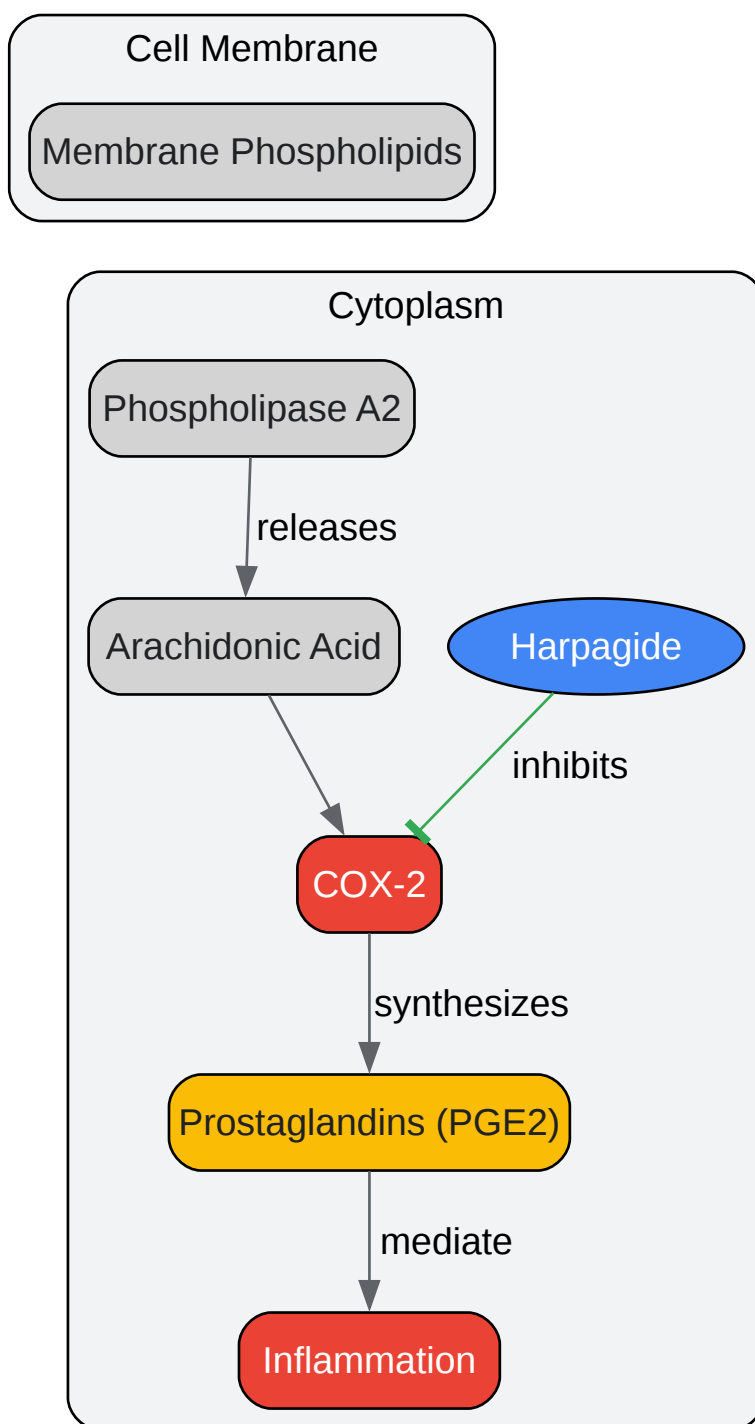 Cell Membrane
Membrane Phospholipids
Cytoplasm
Phospholipase A2
releases
Arachidonic Acid
Harpagide
inhibits
COX-2
synthesizes
Prostaglandins (PGE2)
mediate
Inflammation